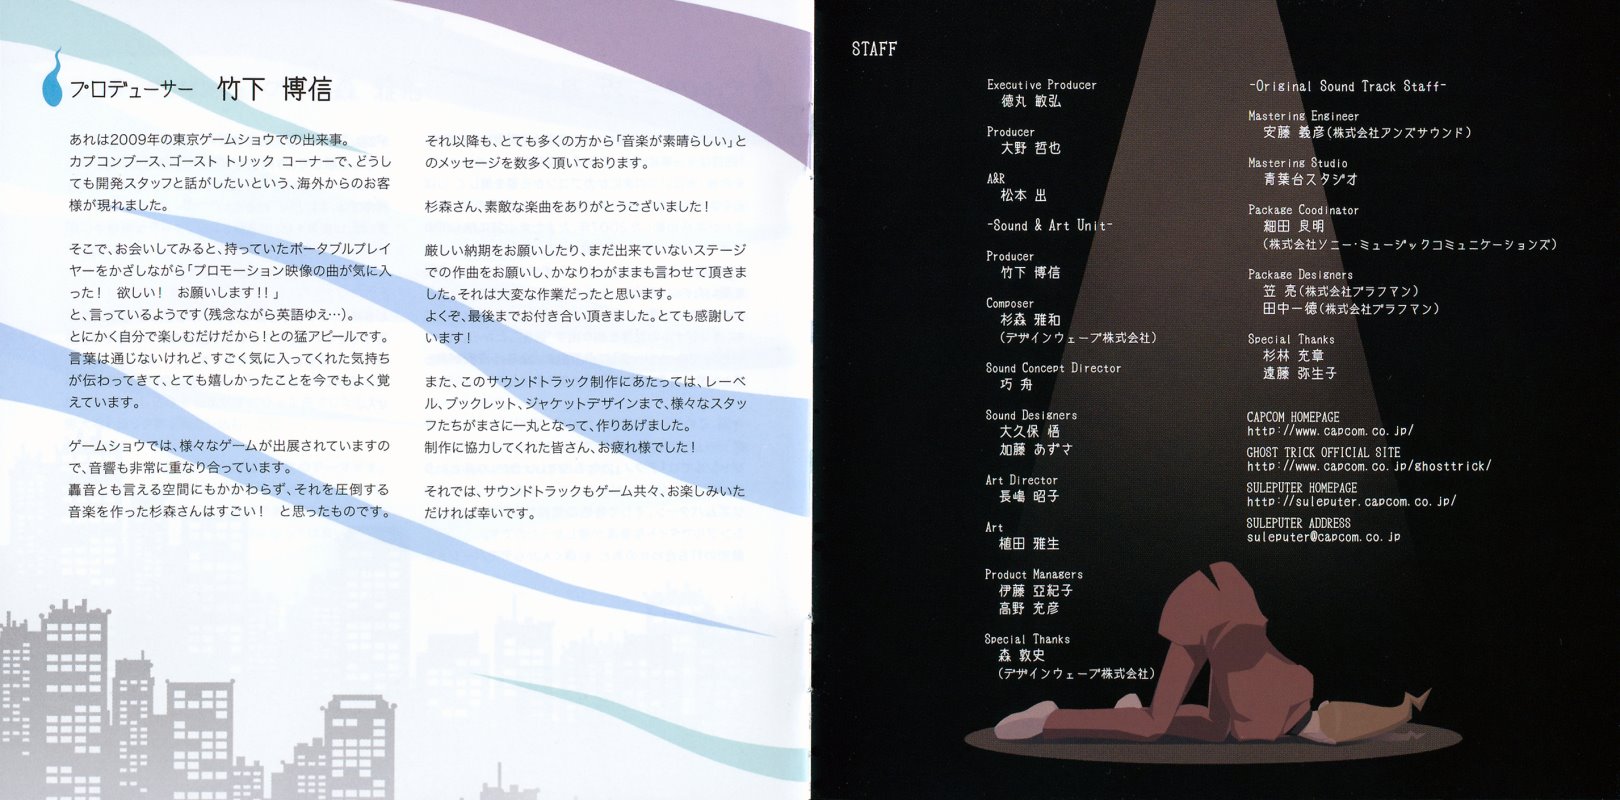 プロデューサー 竹下 博信
あれは2009年の東京ゲームショウでの出来事。
カプコンブース、ゴースト トリック コーナーで、どうし
ても開発スタッフと話がしたいという、海外からのお客
様が現れました。
そこで、お会いしてみると、持っていたポータブルプレイ
ヤーをかざしながら「プロモーション映像の曲が気に入
った！ 欲しい！ お願いします！！」
と、言っているようです（残念ながら英語ゆえ…）。
とにかく自分で楽しむだけだから！との猛アピールです。
言葉は通じないけれど、すごく気に入ってくれた気持ち
が伝わってきて、とても嬉しかったことを今でもよく覚
えています。
ゲームショウでは、様々なゲームが出展されていますの
で、音響も非常に重なり合っています。
轟音とも言える空間にもかかわらず、それを圧倒する
音楽を作った杉森さんはすごい！ と思ったものです。
それ以降も、とても多くの方から「音楽が素晴らしい」と
のメッセージを数多く頂いております。
杉森さん、素敵な楽曲をありがとうございました！
厳しい納期をお願いしたり、まだ出来ていないステージ
での作曲をお願いし、かなりわがままも言わせて頂きま
した。それは大変な作業だったと思います。
よくぞ、最後までお付き合い頂きました。とても感謝して
います！
また、このサウンドトラック制作にあたっては、レーベ
ル、ブックレット、ジャケットデザインまで、様々なスタッ
フたちがまさに一丸となって、作りあげました。
制作に協力してくれた皆さん、お疲れ様でした！
それでは、サウンドトラックもゲーム共々、お楽しみいた
だければ幸いです。
STAFF
Executive Producer
徳丸 敏弘
Producer
大野 哲也
A&R
松本 出
-Sound & Art Unit-
Producer
竹下 博信
Composer
杉森 雅和
（デザインウェーブ株式会社）
Sound Concept Director
巧 舟
Sound Designers
大久保 悟
加藤 あずさ
Art Director
長嶋 昭子
Art
植田 雅生
Product Managers
伊藤 亞紀子
高野 充彦
Special Thanks
森 敦史
（デザインウェーブ株式会社）
-Original Sound Track Staff-
Mastering Engineer
安藤 義彦（株式会社アンズサウンド）
Mastering Studio
青葉台スタジオ
Package Coodinator
細田 良明
（株式会社ソニー・ミュージックコミュニケーションズ）
Package Designers
笠 亮（株式会社プラフマン）
田中一徳（株式会社プラフマン）
Special Thanks
杉林 充章
遠藤 弥生子
CAPCOM HOMEPAGE
http://www.capcom.co.jp/
GHOST TRICK OFFICIAL SITE
http://www.capcom.co.jp/ghosttrick/
SULEPUTER HOMEPAGE
http://suleputer.capcom.co.jp/
SULEPUTER ADDRESS
suleputer@capcom.co.jp